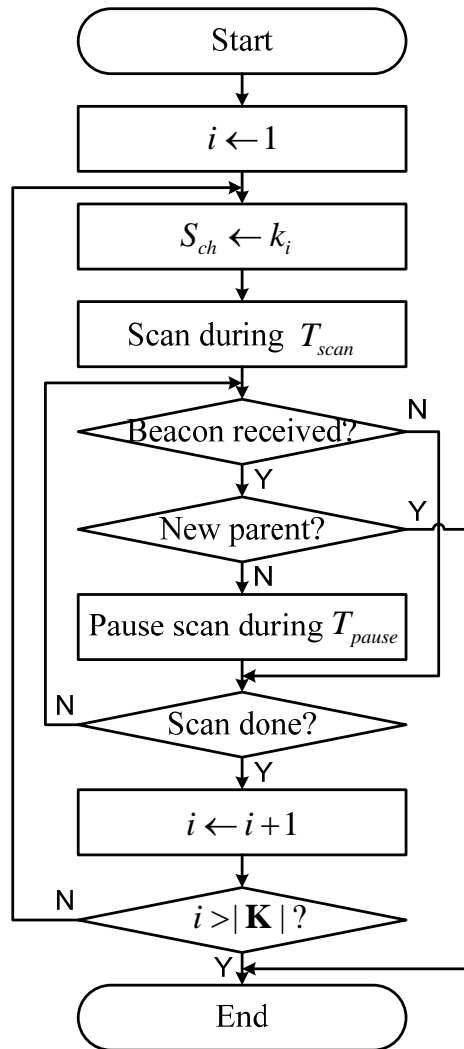 Start
i ← 1
S_ch ← k_i
Scan during T_scan
Beacon received?
N
Y
New parent?
Y
N
Pause scan during T_pause
Scan done?
N
Y
i ← i + 1
N
i > | K | ?
Y
End